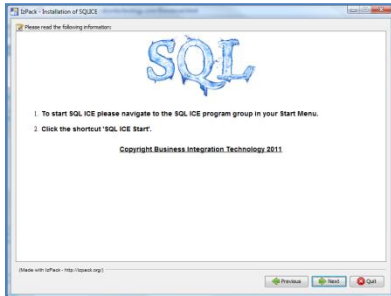 IzPack - Installation of SQLICE
Please read the following information:
SQL
1. To start SQL ICE please navigate to the SQL ICE program group in your Start Menu.
2. Click the shortcut 'SQL ICE Start'.
Copyright Business Integration Technology 2011
(Made with IzPack - http://izpack.org/)
Previous Next Quit